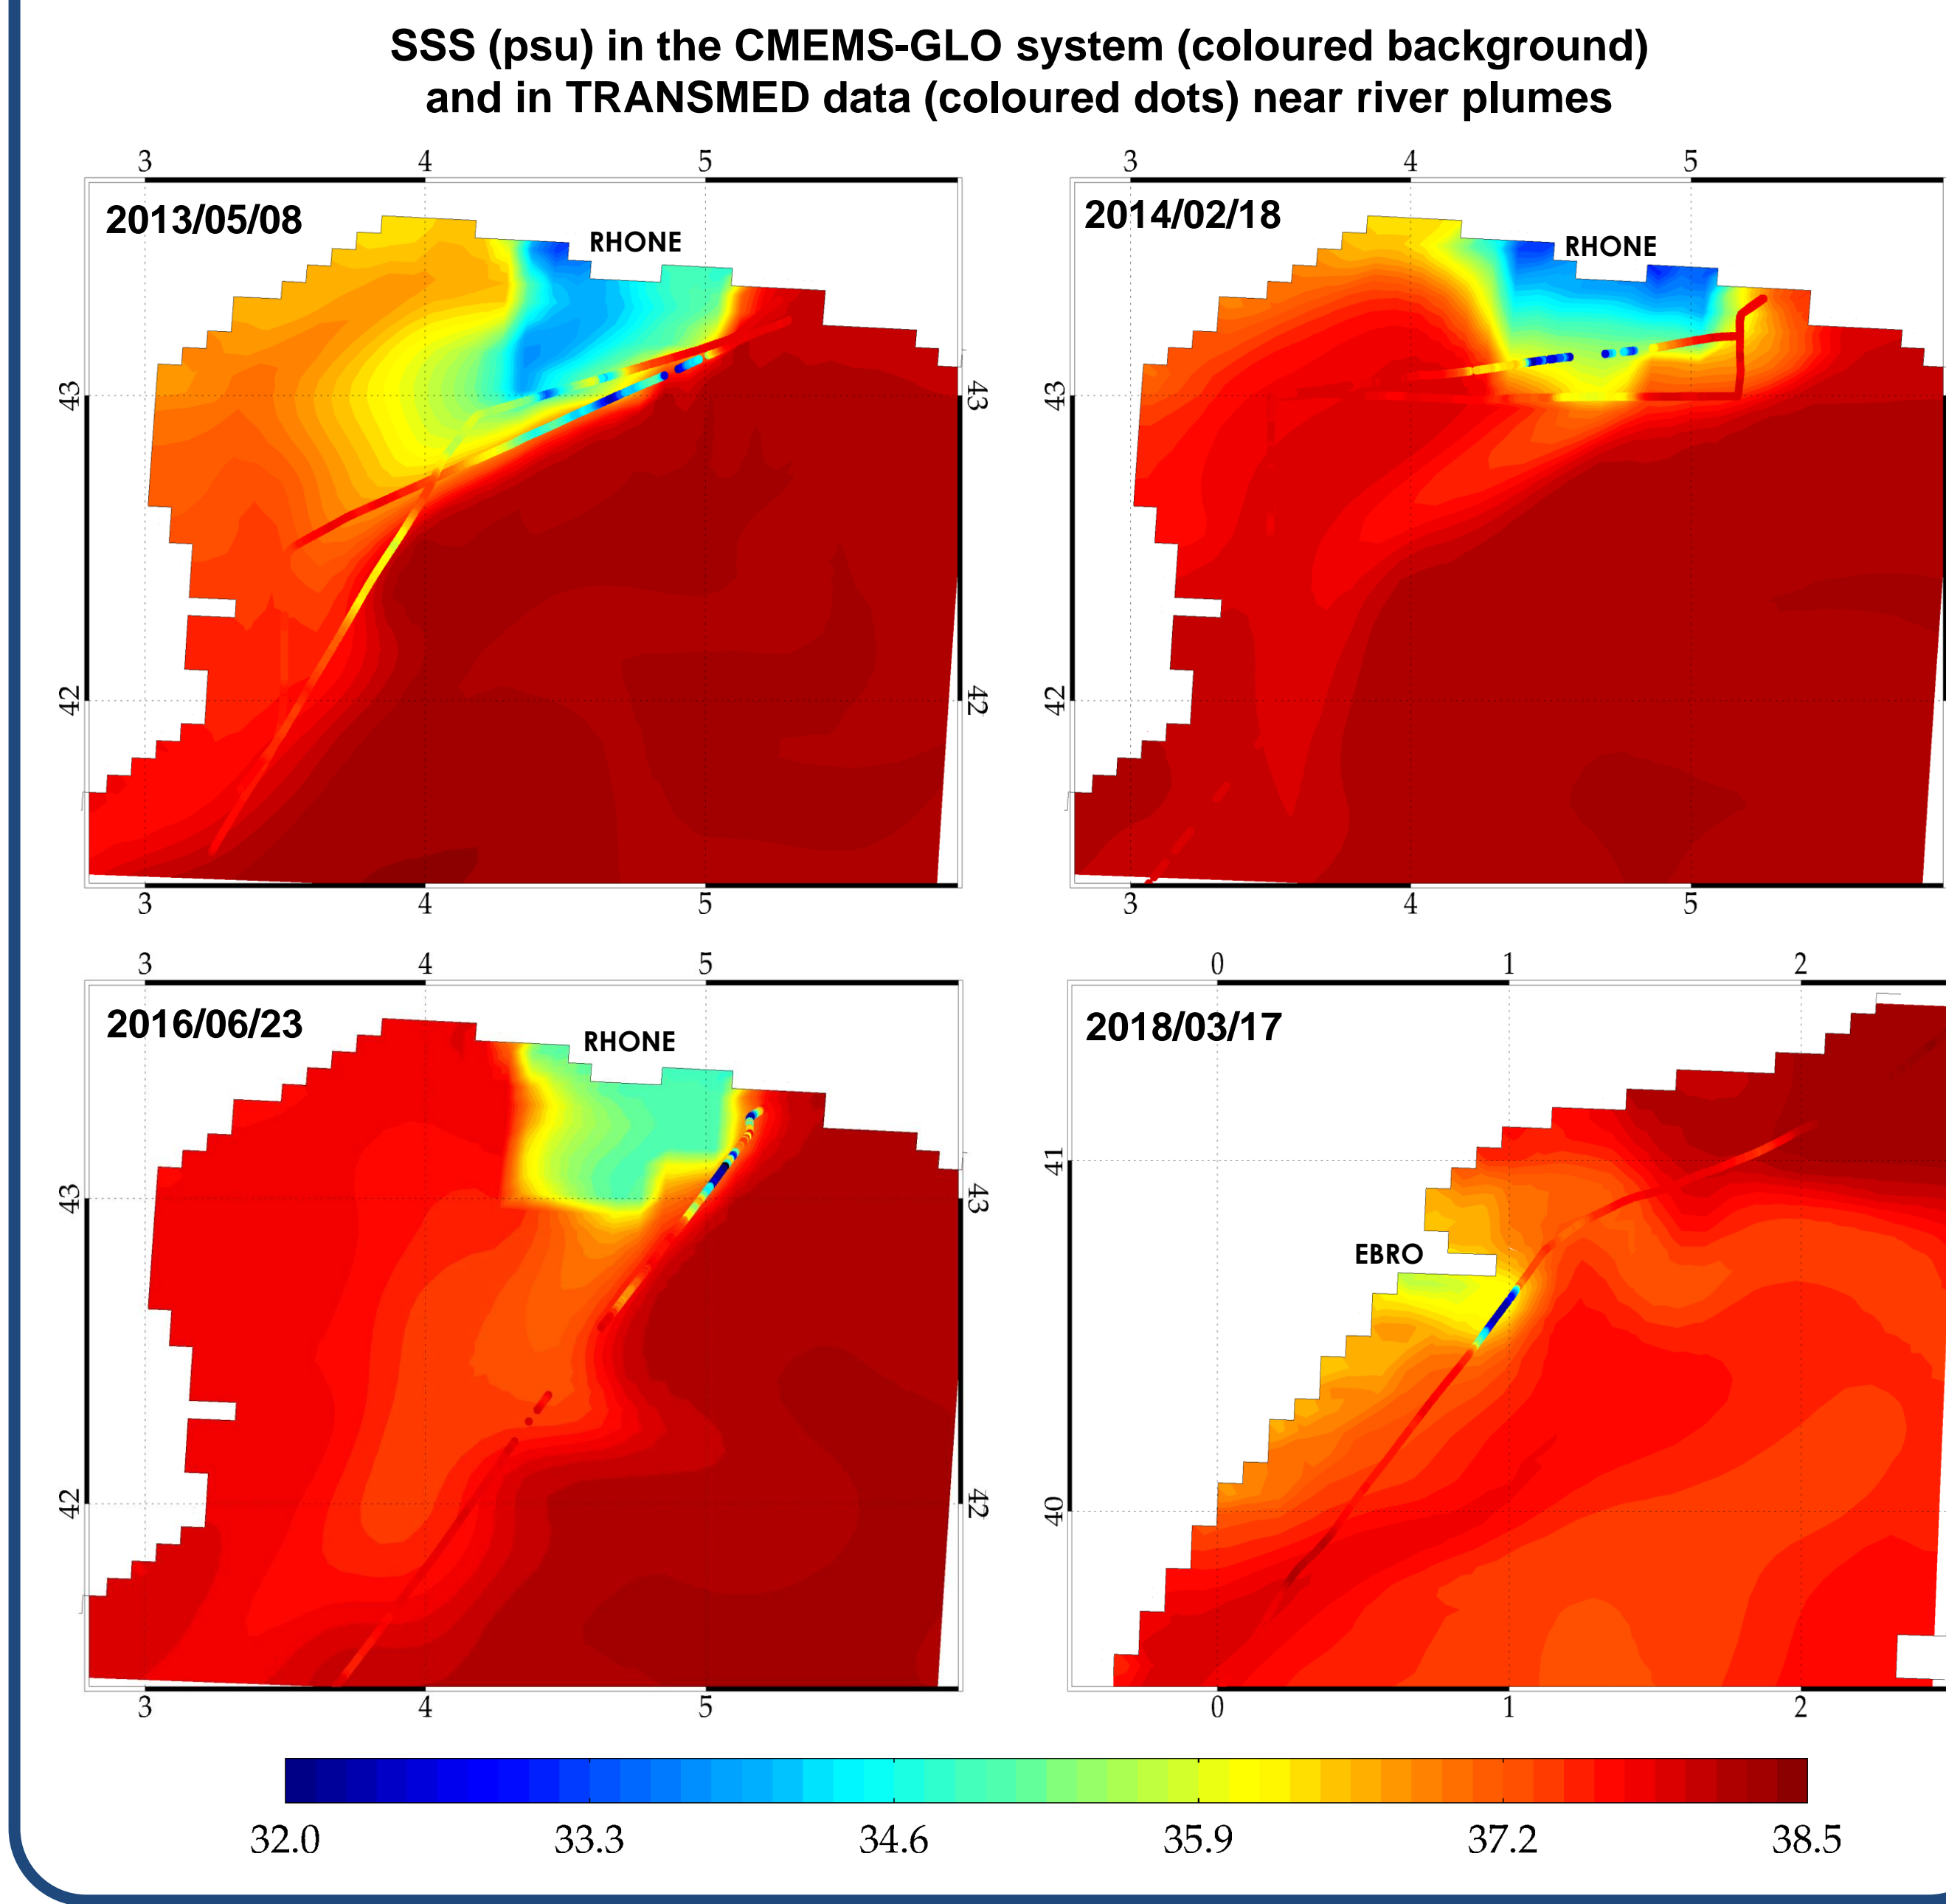 SSS (psu) in the CMEMS-GLO system (coloured background)
and in TRANSMED data (coloured dots) near river plumes
3 4 5
2013/05/08
RHONE
43 43
42 42
3 4 5
3 4 5
2014/02/18
RHONE
43
42
3 4 5
3 4 5
2016/06/23
RHONE
43 43
42 42
3 4 5
0 1 2
2018/03/17
41
EBRO
40
0 1 2
32.0 33.3 34.6 35.9 37.2 38.5